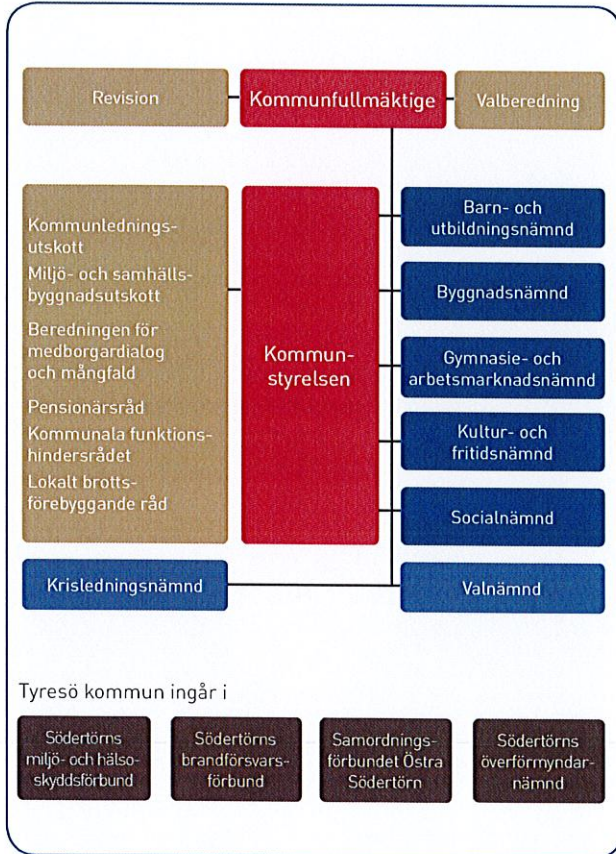 Revision
Kommunfullmäktige
Valberedning
Kommunlednings-
utskott
Miljö- och samhälls-
byggnadsutskott
Beredningen för
medborgardialog
och mångfald
Pensionärsråd
Kommunala funktions-
hindersrådet
Lokalt brotts-
förebyggande råd
Kommun-
styrelsen
Barn- och
utbildningsnämnd
Byggnadsnämnd
Gymnasie- och
arbetsmarknadsnämnd
Kultur- och
fritidsnämnd
Socialnämnd
Krisledningsnämnd
Valnämnd
Tyresö kommun ingår i
Södertörns
miljö- och hälso-
skyddsförbund
Södertörns
brandförsvars-
förbund
Samordnings-
förbundet Östra
Södertörn
Södertörns
överförmyndar-
nämnd